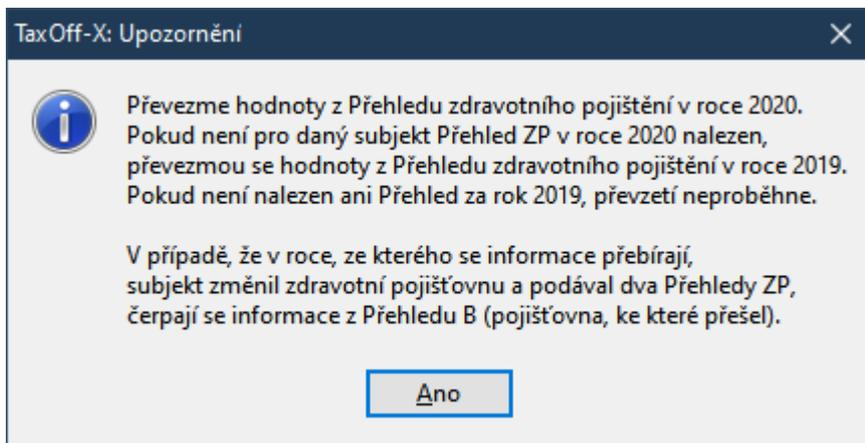 TaxOff-X: Upozornění
Převezme hodnoty z Přehledu zdravotního pojištění v roce 2020.
Pokud není pro daný subjekt Přehled ZP v roce 2020 nalezen,
převezmou se hodnoty z Přehledu zdravotního pojištění v roce 2019.
Pokud není nalezen ani Přehled za rok 2019, převzetí neproběhne.
V případě, že v roce, ze kterého se informace přebírají,
subjekt změnil zdravotní pojišťovnu a podával dva Přehledy ZP,
čerpají se informace z Přehledu B (pojišťovna, ke které přešel).
Ano